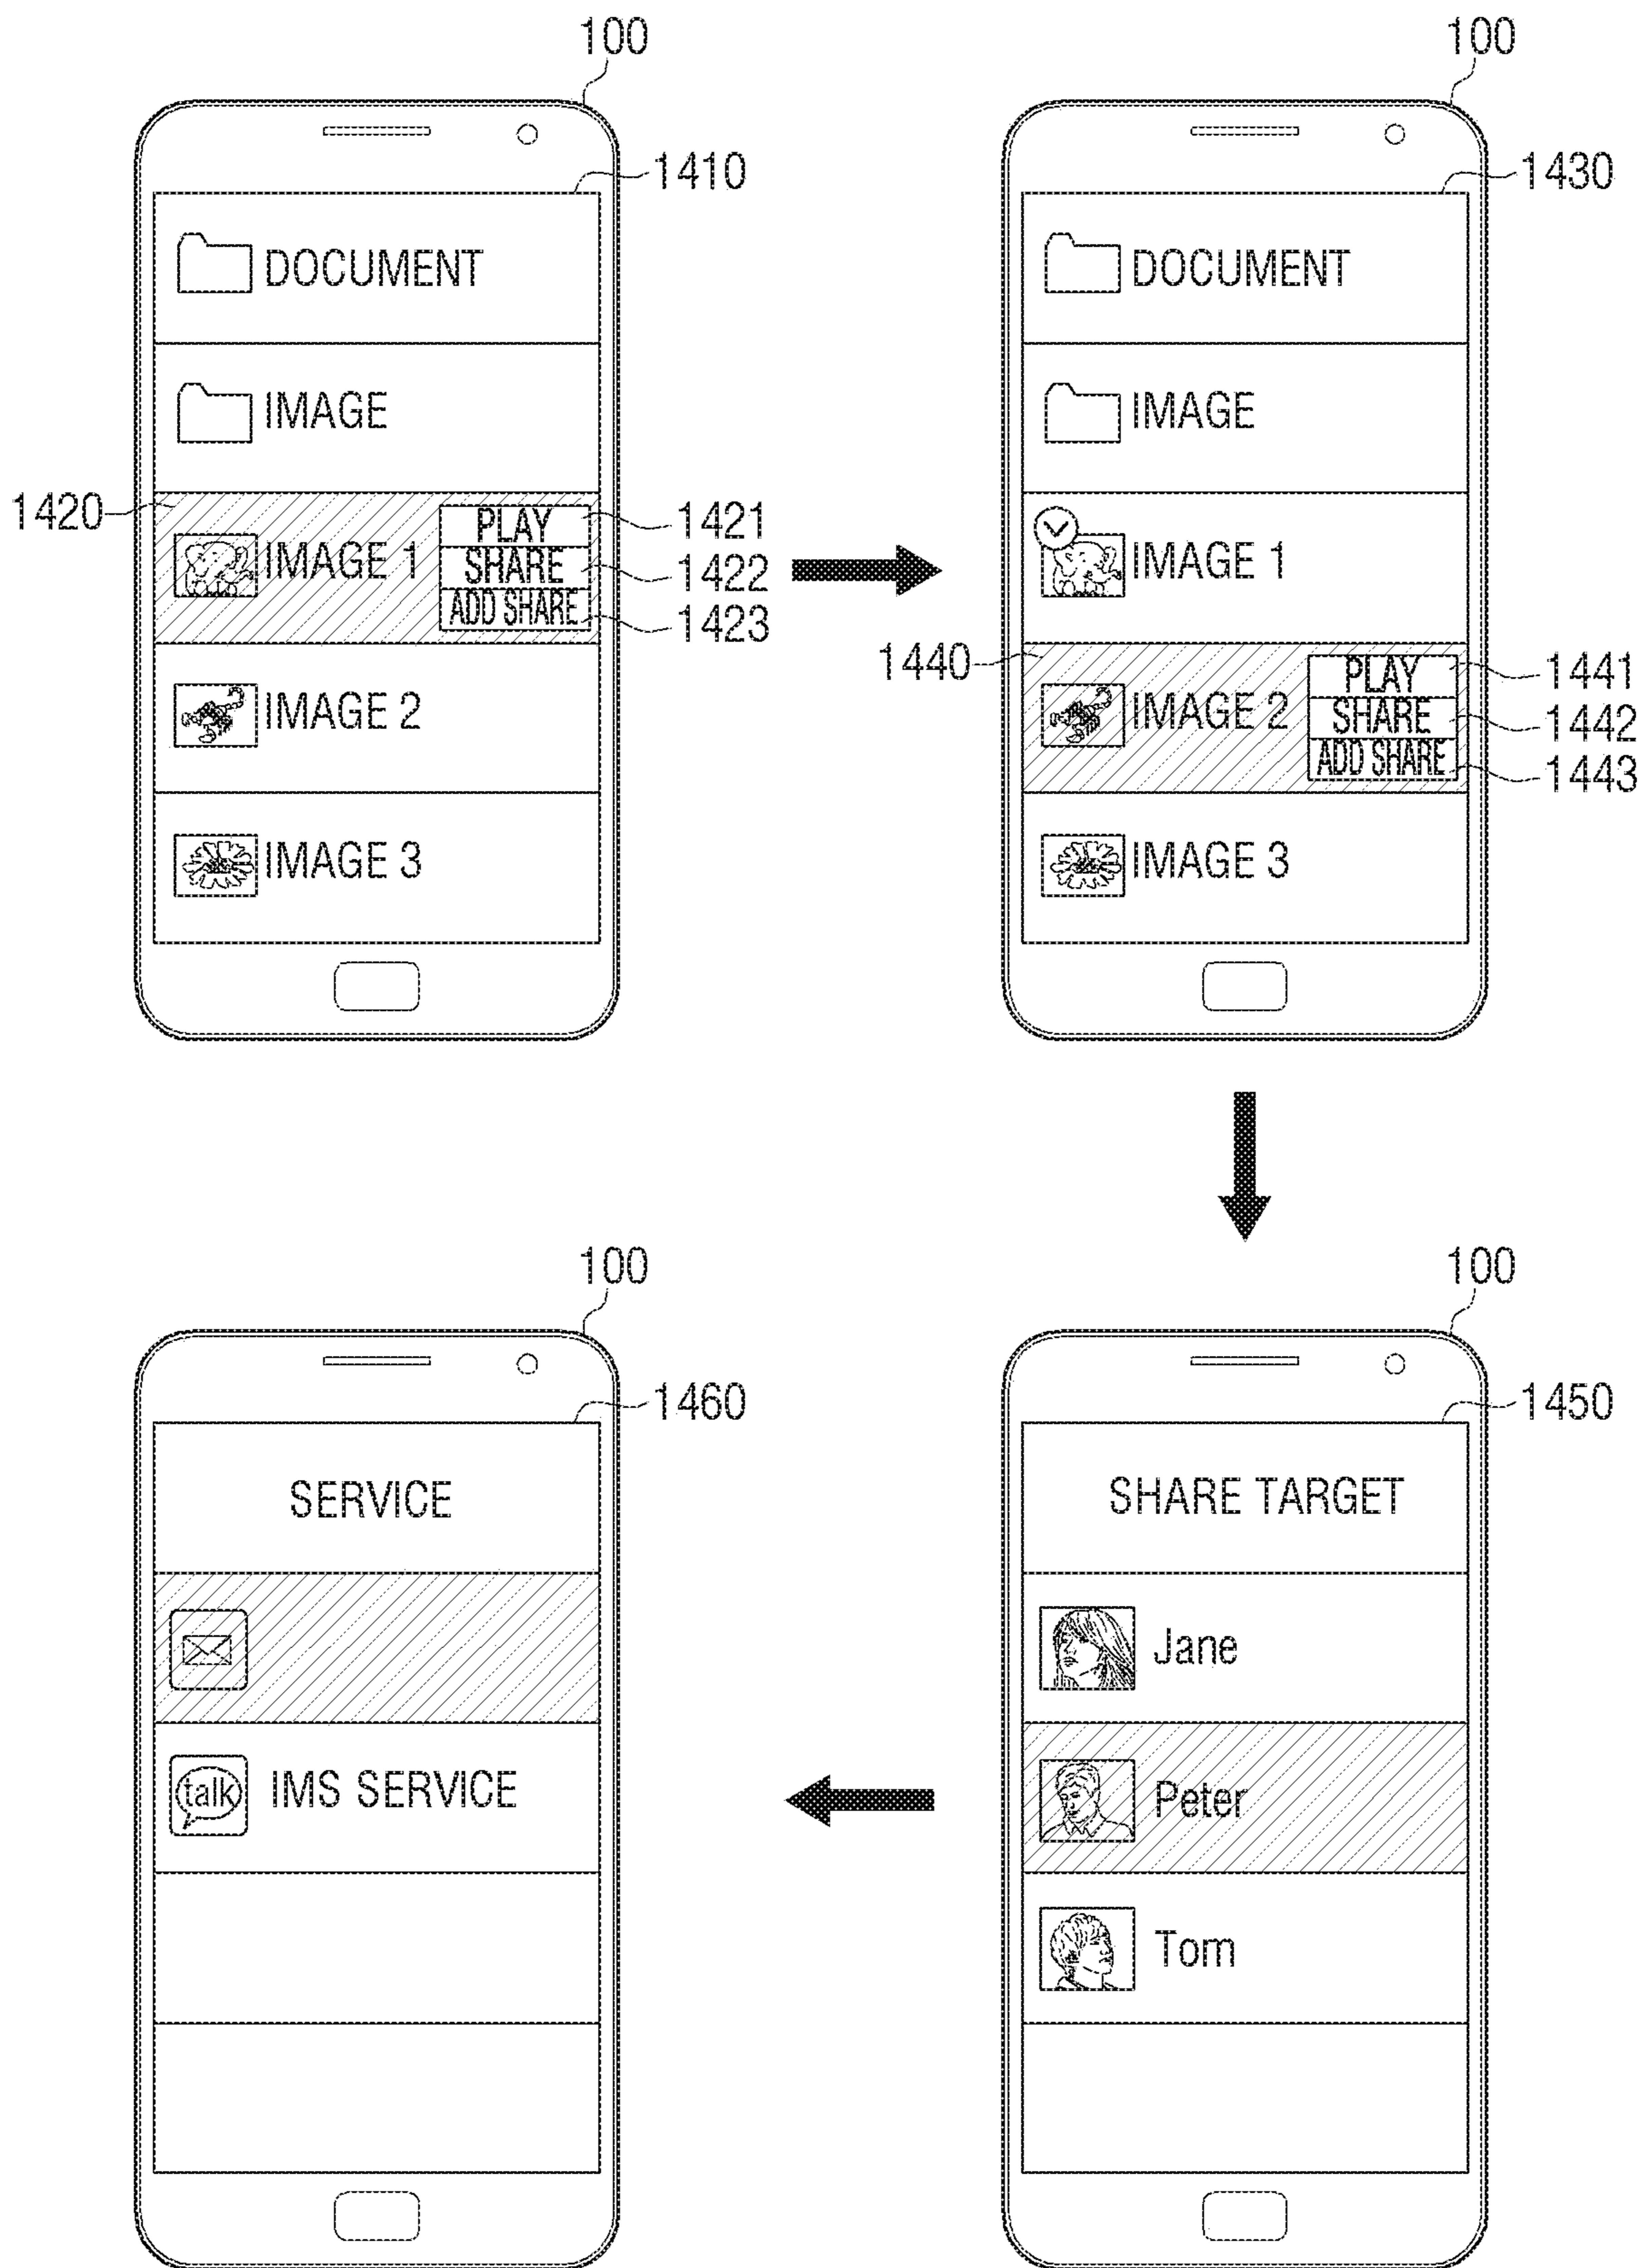 100
1410
DOCUMENT
IMAGE
1420
IMAGE 1
PLAY
SHARE
ADD SHARE
1421
1422
1423
IMAGE 2
IMAGE 3
100
1430
DOCUMENT
IMAGE
IMAGE 1
1440
IMAGE 2
PLAY
SHARE
ADD SHARE
1441
1442
1443
IMAGE 3
100
1460
SERVICE
talk IMS SERVICE
100
1450
SHARE TARGET
Jane
Peter
Tom